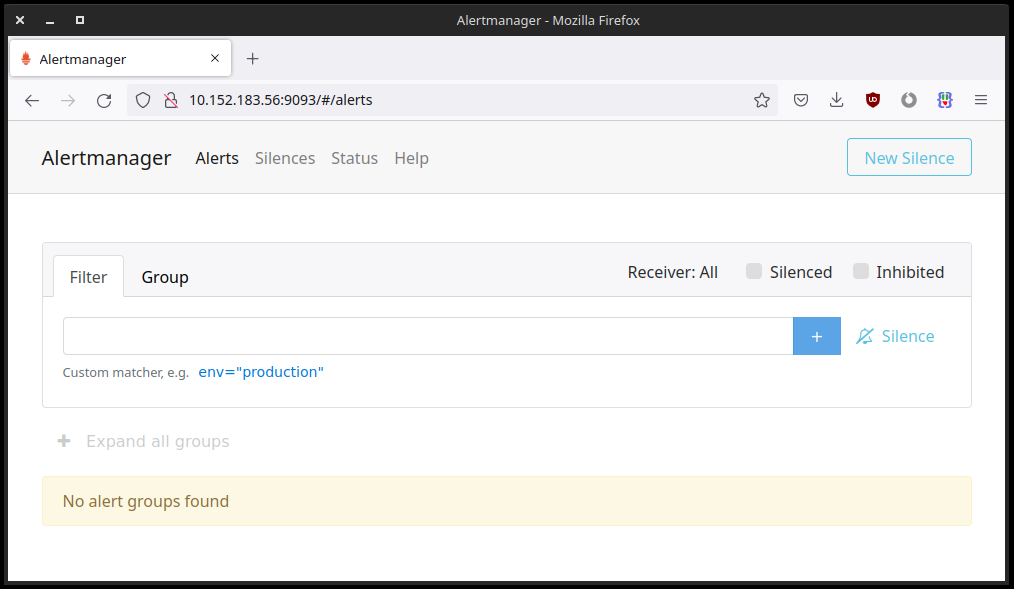 Alertmanager - Mozilla Firefox
Alertmanager
10.152.183.56:9093/#/alerts
Alertmanager Alerts Silences Status Help New Silence
Filter Group Receiver: All Silenced Inhibited
+ Silence
Custom matcher, e.g. env="production"
+ Expand all groups
No alert groups found